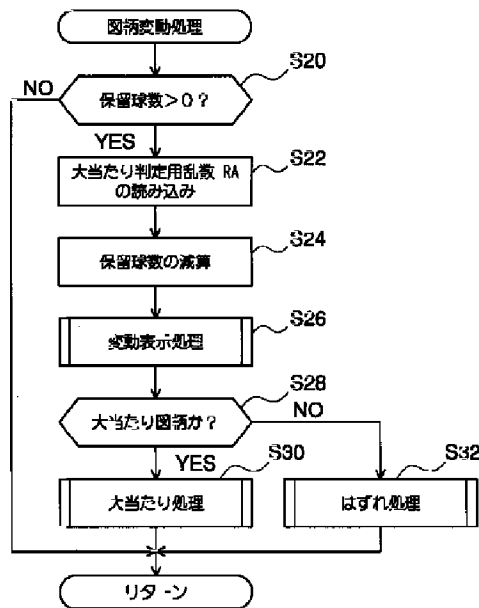 図柄変動処理
S20
NO
保留球数>0?
YES
S22
大当たり判定用乱数 RA
の読み込み
S24
保留球数の減算
S26
変動表示処理
S28
大当たり図柄か?
NO
YES
S30
S32
大当たり処理
はずれ処理
リターン